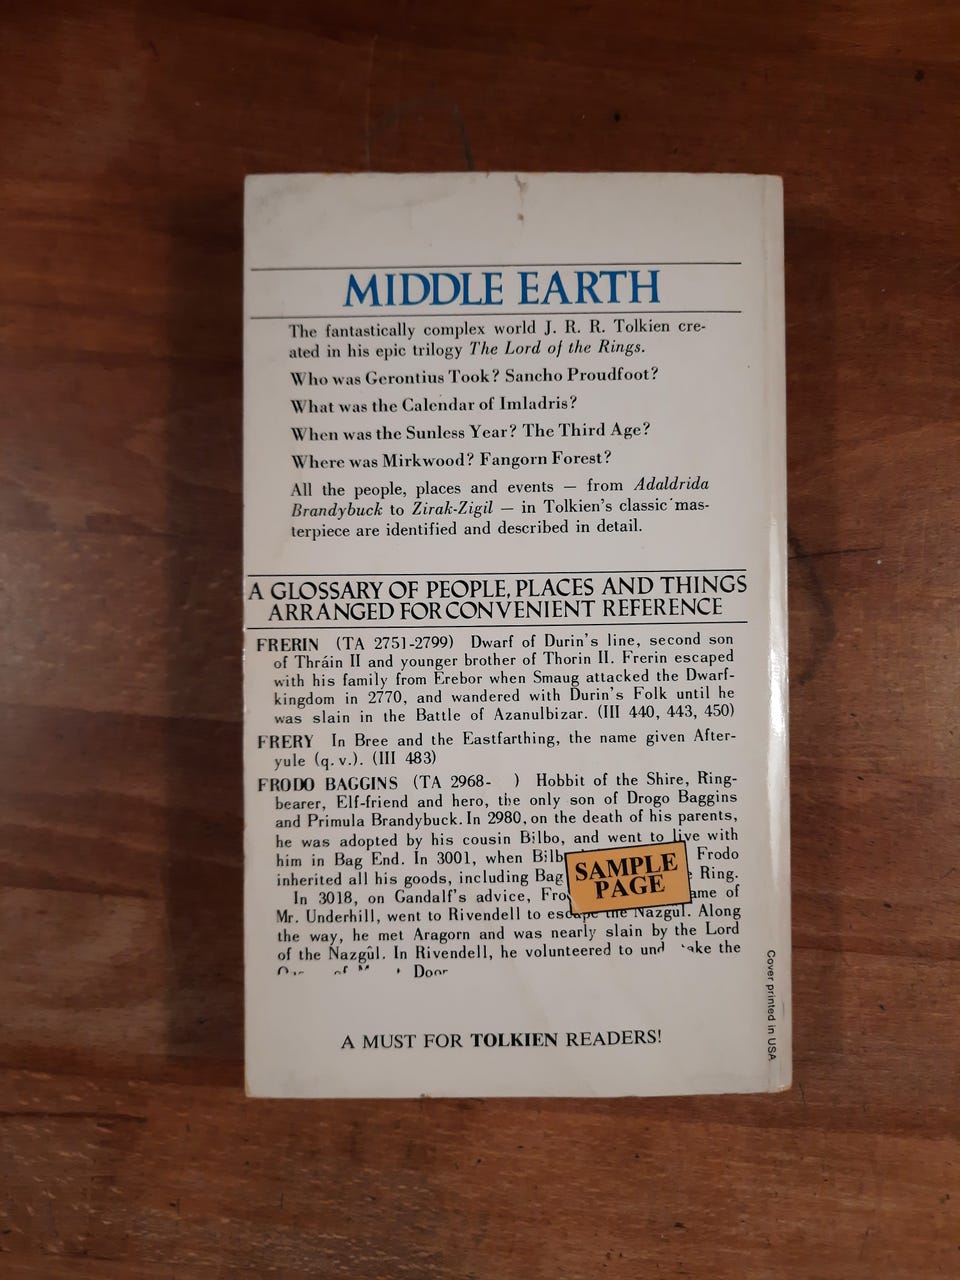 MIDDLE EARTH
The fantastically complex world J. R. R. Tolkien cre-
ated in his epic trilogy The Lord of the Rings.
Who was Gerontius Took? Sancho Proudfoot?
What was the Calendar of Imladris?
When was the Sunless Year? The Third Age?
Where was Mirkwood? Fangorn Forest?
All the people, places and events — from Adaldrida
Brandybuck to Zirak-Zigil — in Tolkien's classic mas-
terpiece are identified and described in detail.
A GLOSSARY OF PEOPLE, PLACES AND THINGS
ARRANGED FOR CONVENIENT REFERENCE
FRERIN (TA 2751-2799) Dwarf of Durin's line, second son
of Thráin II and younger brother of Thorin II. Frerin escaped
with his family from Erebor when Smaug attacked the Dwarf-
kingdom in 2770, and wandered with Durin's Folk until he
was slain in the Battle of Azanulbizar. (III 440, 443, 450)
FRERY In Bree and the Eastfarthing, the name given After-
yule (q.v.). (III 483)
FRODO BAGGINS (TA 2968- ) Hobbit of the Shire, Ring-
bearer, Elf-friend and hero, the only son of Drogo Baggins
and Primula Brandybuck. In 2980, on the death of his parents,
he was adopted by his cousin Bilbo, and went to live with
him in Bag End. In 3001, when Bilb Frodo
inherited all his goods, including Bag Ring.
In 3018, on Gandalf's advice, Fro ame of
Mr. Underhill, went to Rivendell to escape the Nazgûl. Along
the way, he met Aragorn and was nearly slain by the Lord
of the Nazgûl. In Rivendell, he volunteered to und take the
SAMPLE
PAGE
A MUST FOR TOLKIEN READERS!
Cover printed in USA